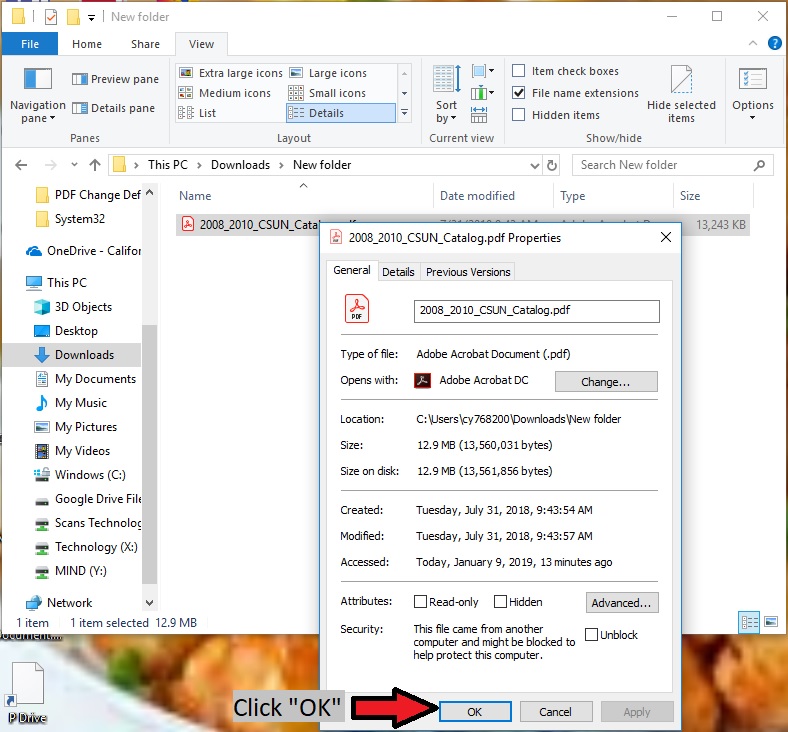 New folder
File Home Share View
Navigation pane
Preview pane
Details pane
Panes
Extra large icons Large icons
Medium icons Small icons
List Details
Layout
Sort by
Current view
Item check boxes
File name extensions
Hidden items
Hide selected items
Show/hide
Options
This PC > Downloads > New folder
Search New folder
Name Date modified Type Size
13,243 KB
PDF Change Def
System32
OneDrive - Califor
This PC
3D Objects
Desktop
Downloads
My Documents
My Music
My Pictures
My Videos
Windows (C:)
Google Drive File
Scans Technolog
Technology (X:)
MIND (Y:)
Network
1 item 1 item selected 12.9 MB
2008_2010_CSUN_Catalog.pdf Properties
General Details Previous Versions
PDF
2008_2010_CSUN_Catalog.pdf
Type of file: Adobe Acrobat Document (.pdf)
Opens with: Adobe Acrobat DC Change...
Location: C:\Users\cy768200\Downloads\New folder
Size: 12.9 MB (13,560,031 bytes)
Size on disk: 12.9 MB (13,561,856 bytes)
Created: Tuesday, July 31, 2018, 9:43:54 AM
Modified: Tuesday, July 31, 2018, 9:43:57 AM
Accessed: Today, January 9, 2019, 13 minutes ago
Attributes: Read-only Hidden Advanced...
Security: This file came from another
computer and might be blocked to
help protect this computer.
Unblock
OK Cancel Apply
Click "OK"
P Drive